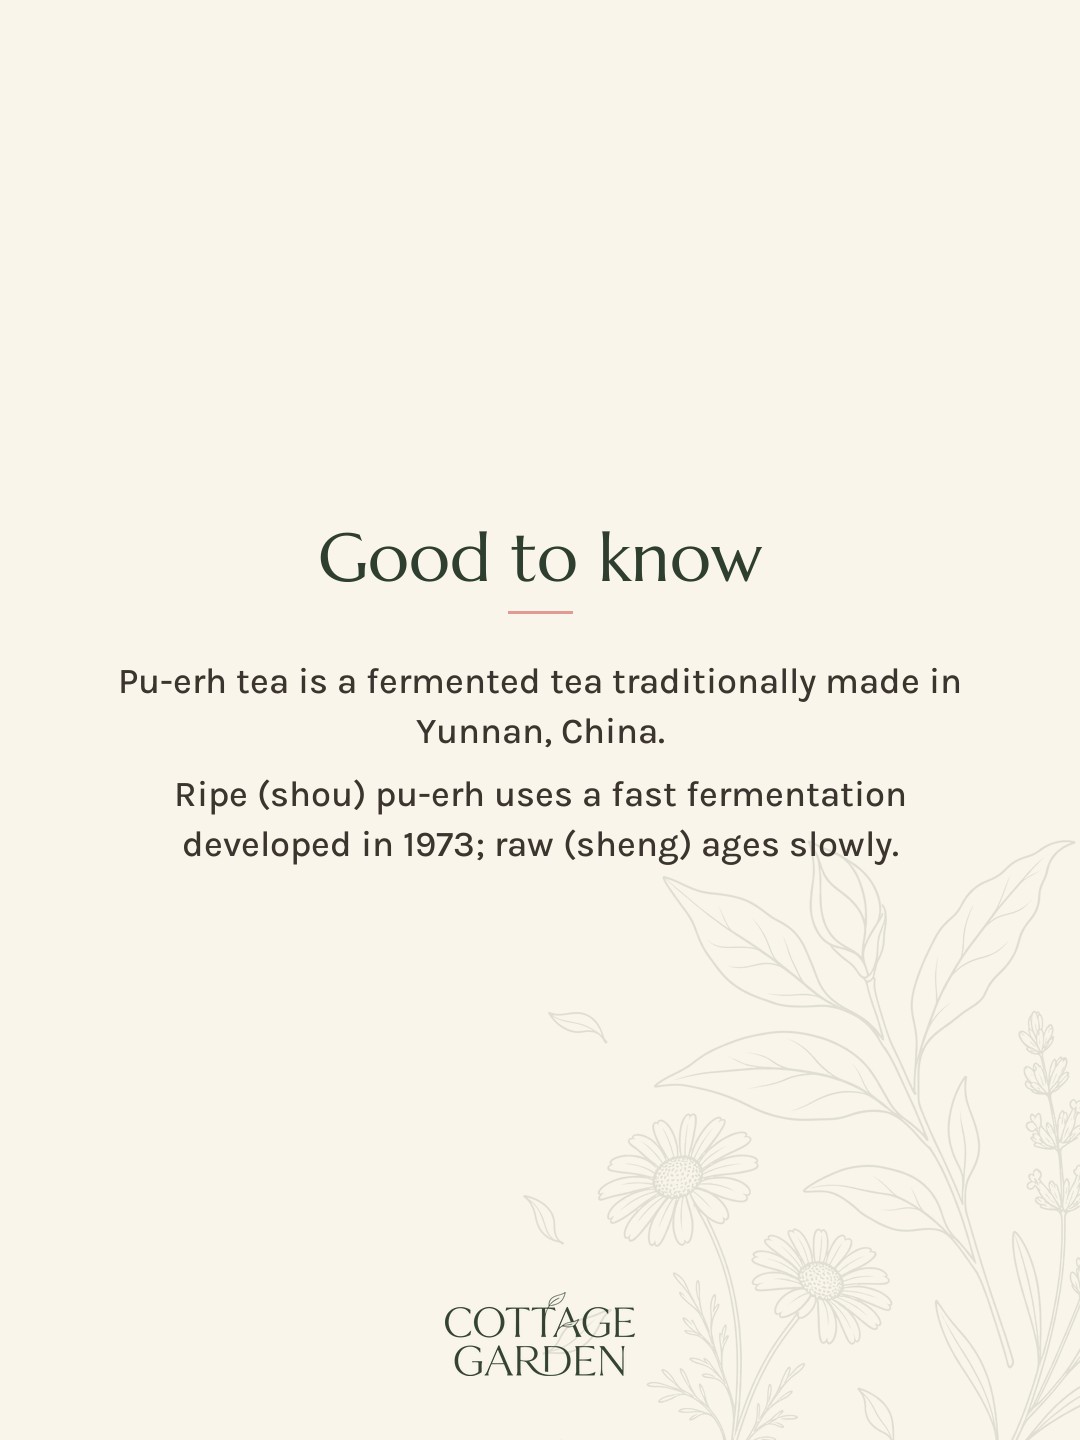 Good to know
Pu-erh tea is a fermented tea traditionally made in
Yunnan, China.
Ripe (shou) pu-erh uses a fast fermentation
developed in 1973; raw (sheng) ages slowly.
COTTAGE
GARDEN